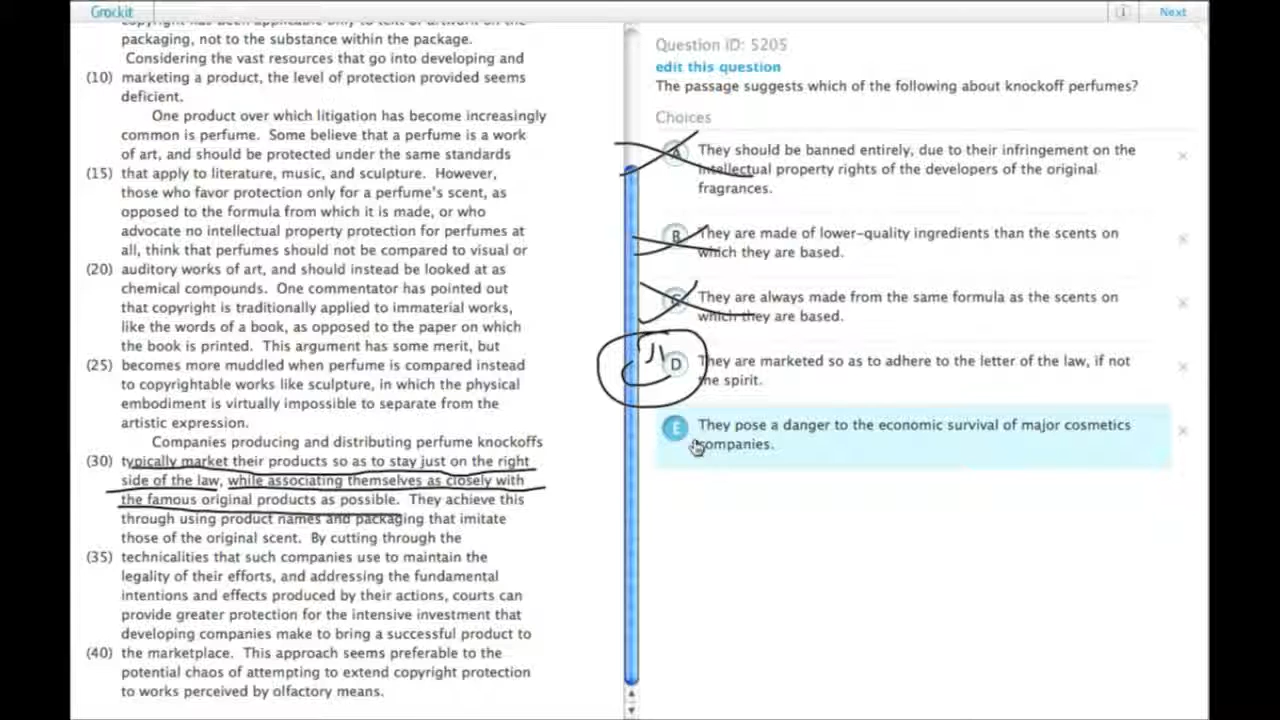 Grockit
Next
copyright has been applicable only to text or artwork on the
packaging, not to the substance within the package.
Considering the vast resources that go into developing and
(10) marketing a product, the level of protection provided seems
deficient.
One product over which litigation has become increasingly
common is perfume. Some believe that a perfume is a work
of art, and should be protected under the same standards
(15) that apply to literature, music, and sculpture. However,
those who favor protection only for a perfume's scent, as
opposed to the formula from which it is made, or who
advocate no intellectual property protection for perfumes at
all, think that perfumes should not be compared to visual or
(20) auditory works of art, and should instead be looked at as
chemical compounds. One commentator has pointed out
that copyright is traditionally applied to immaterial works,
like the words of a book, as opposed to the paper on which
the book is printed. This argument has some merit, but
(25) becomes more muddled when perfume is compared instead
to copyrightable works like sculpture, in which the physical
embodiment is virtually impossible to separate from the
artistic expression.
Companies producing and distributing perfume knockoffs
(30) typically market their products so as to stay just on the right
side of the law, while associating themselves as closely with
the famous original products as possible. They achieve this
through using product names and packaging that imitate
those of the original scent. By cutting through the
(35) technicalities that such companies use to maintain the
legality of their efforts, and addressing the fundamental
intentions and effects produced by their actions, courts can
provide greater protection for the intensive investment that
developing companies make to bring a successful product to
(40) the marketplace. This approach seems preferable to the
potential chaos of attempting to extend copyright protection
to works perceived by olfactory means.
Question ID: 5205
edit this question
The passage suggests which of the following about knockoff perfumes?
Choices
A They should be banned entirely, due to their infringement on the
intellectual property rights of the developers of the original
fragrances.
B They are made of lower-quality ingredients than the scents on
which they are based.
C They are always made from the same formula as the scents on
which they are based.
D They are marketed so as to adhere to the letter of the law, if not
the spirit.
E They pose a danger to the economic survival of major cosmetics
companies.